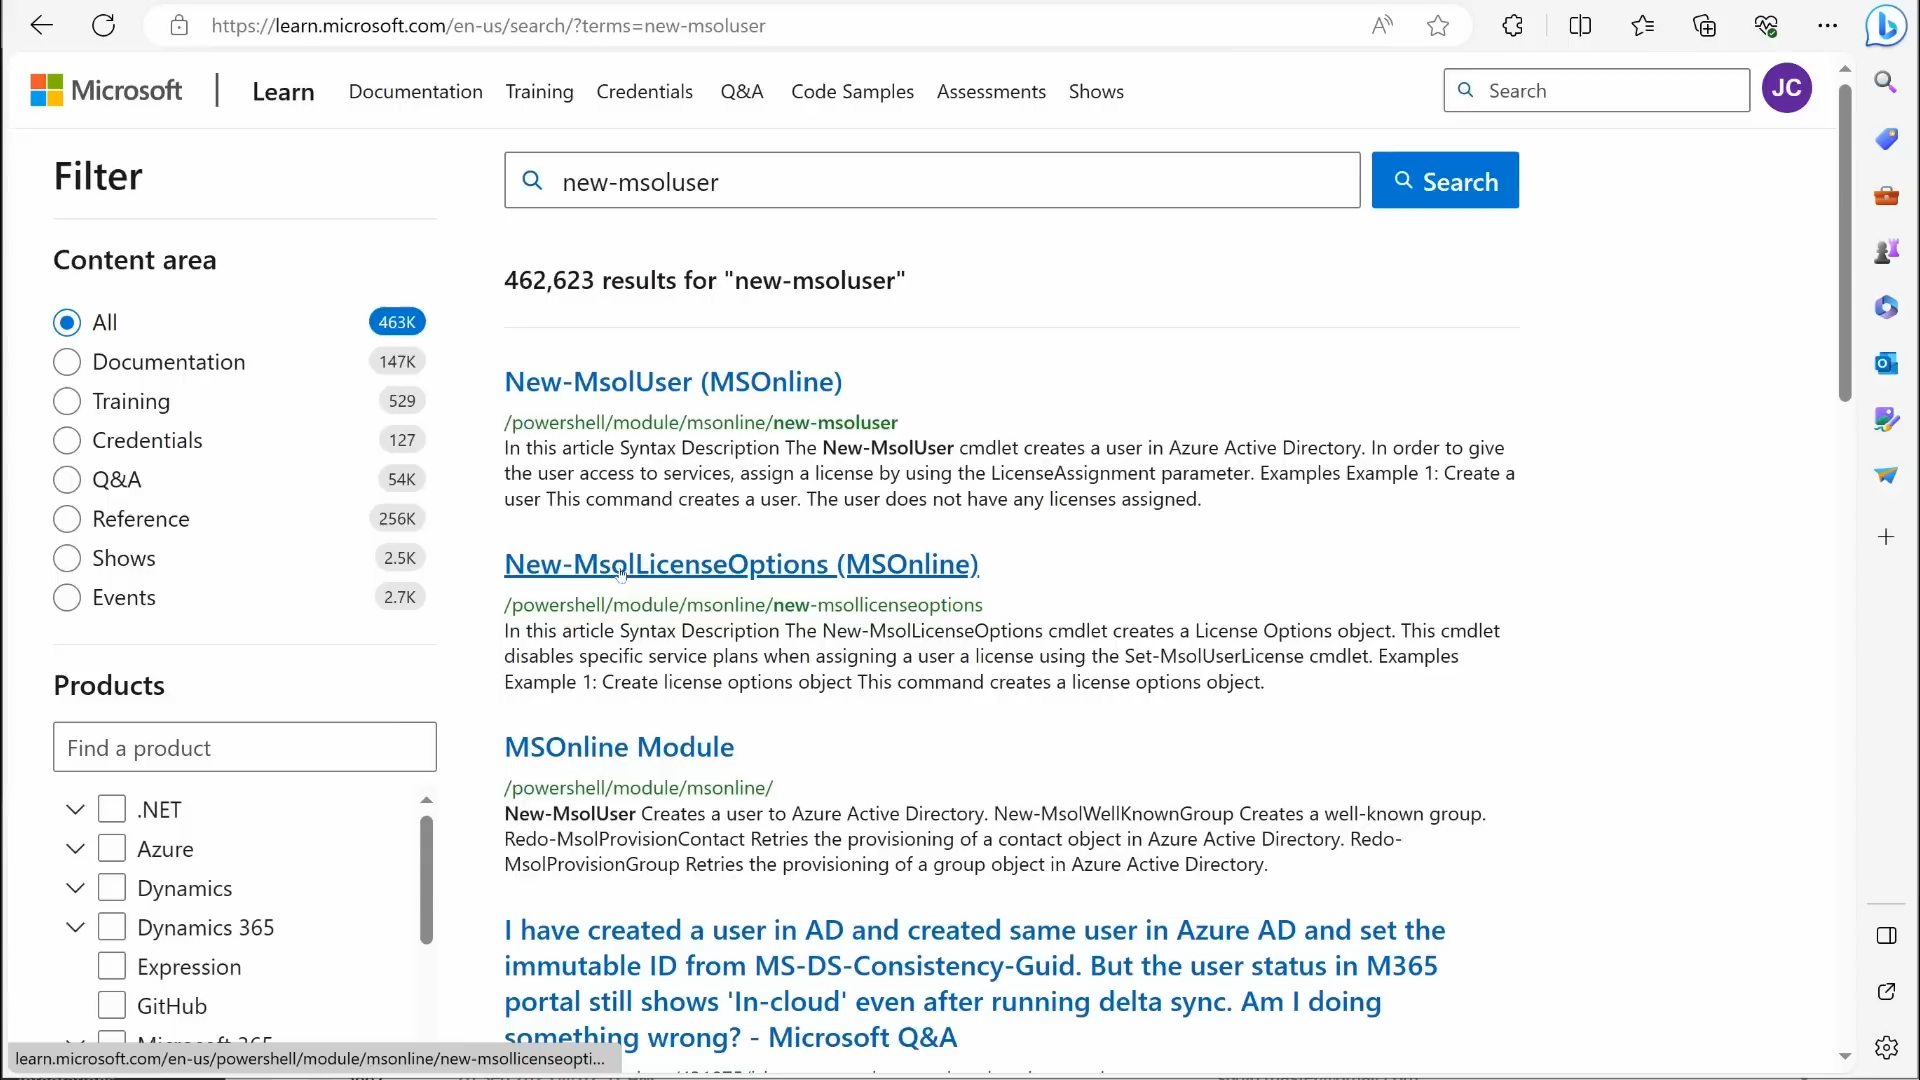 https://learn.microsoft.com/en-us/search/?terms=new-msoluser
Microsoft
Learn
Documentation
Training
Credentials
Q&A
Code Samples
Assessments
Shows
Search
JC
Filter
new-msoluser
Search
Content area
462,623 results for "new-msoluser"
All 463K
Documentation 147K
Training 529
Credentials 127
Q&A 54K
Reference 256K
Shows 2.5K
Events 2.7K
Products
Find a product
.NET
Azure
Dynamics
Dynamics 365
Expression
GitHub
Microsoft 365
New-MsolUser (MSOnline)
/powershell/module/msonline/new-msoluser
In this article Syntax Description The New-MsolUser cmdlet creates a user in Azure Active Directory. In order to give
the user access to services, assign a license by using the LicenseAssignment parameter. Examples Example 1: Create a
user This command creates a user. The user does not have any licenses assigned.
New-MsolLicenseOptions (MSOnline)
/powershell/module/msonline/new-msollicenseoptions
In this article Syntax Description The New-MsolLicenseOptions cmdlet creates a License Options object. This cmdlet
disables specific service plans when assigning a user a license using the Set-MsolUserLicense cmdlet. Examples
Example 1: Create license options object This command creates a license options object.
MSOnline Module
/powershell/module/msonline/
New-MsolUser Creates a user to Azure Active Directory. New-MsolWellKnownGroup Creates a well-known group.
Redo-MsolProvisionContact Retries the provisioning of a contact object in Azure Active Directory. Redo-
MsolProvisionGroup Retries the provisioning of a group object in Azure Active Directory.
I have created a user in AD and created same user in Azure AD and set the
immutable ID from MS-DS-Consistency-Guid. But the user status in M365
portal still shows 'In-cloud' even after running delta sync. Am I doing
something wrong? - Microsoft Q&A
learn.microsoft.com/en-us/powershell/module/msonline/new-msollicenseopti...